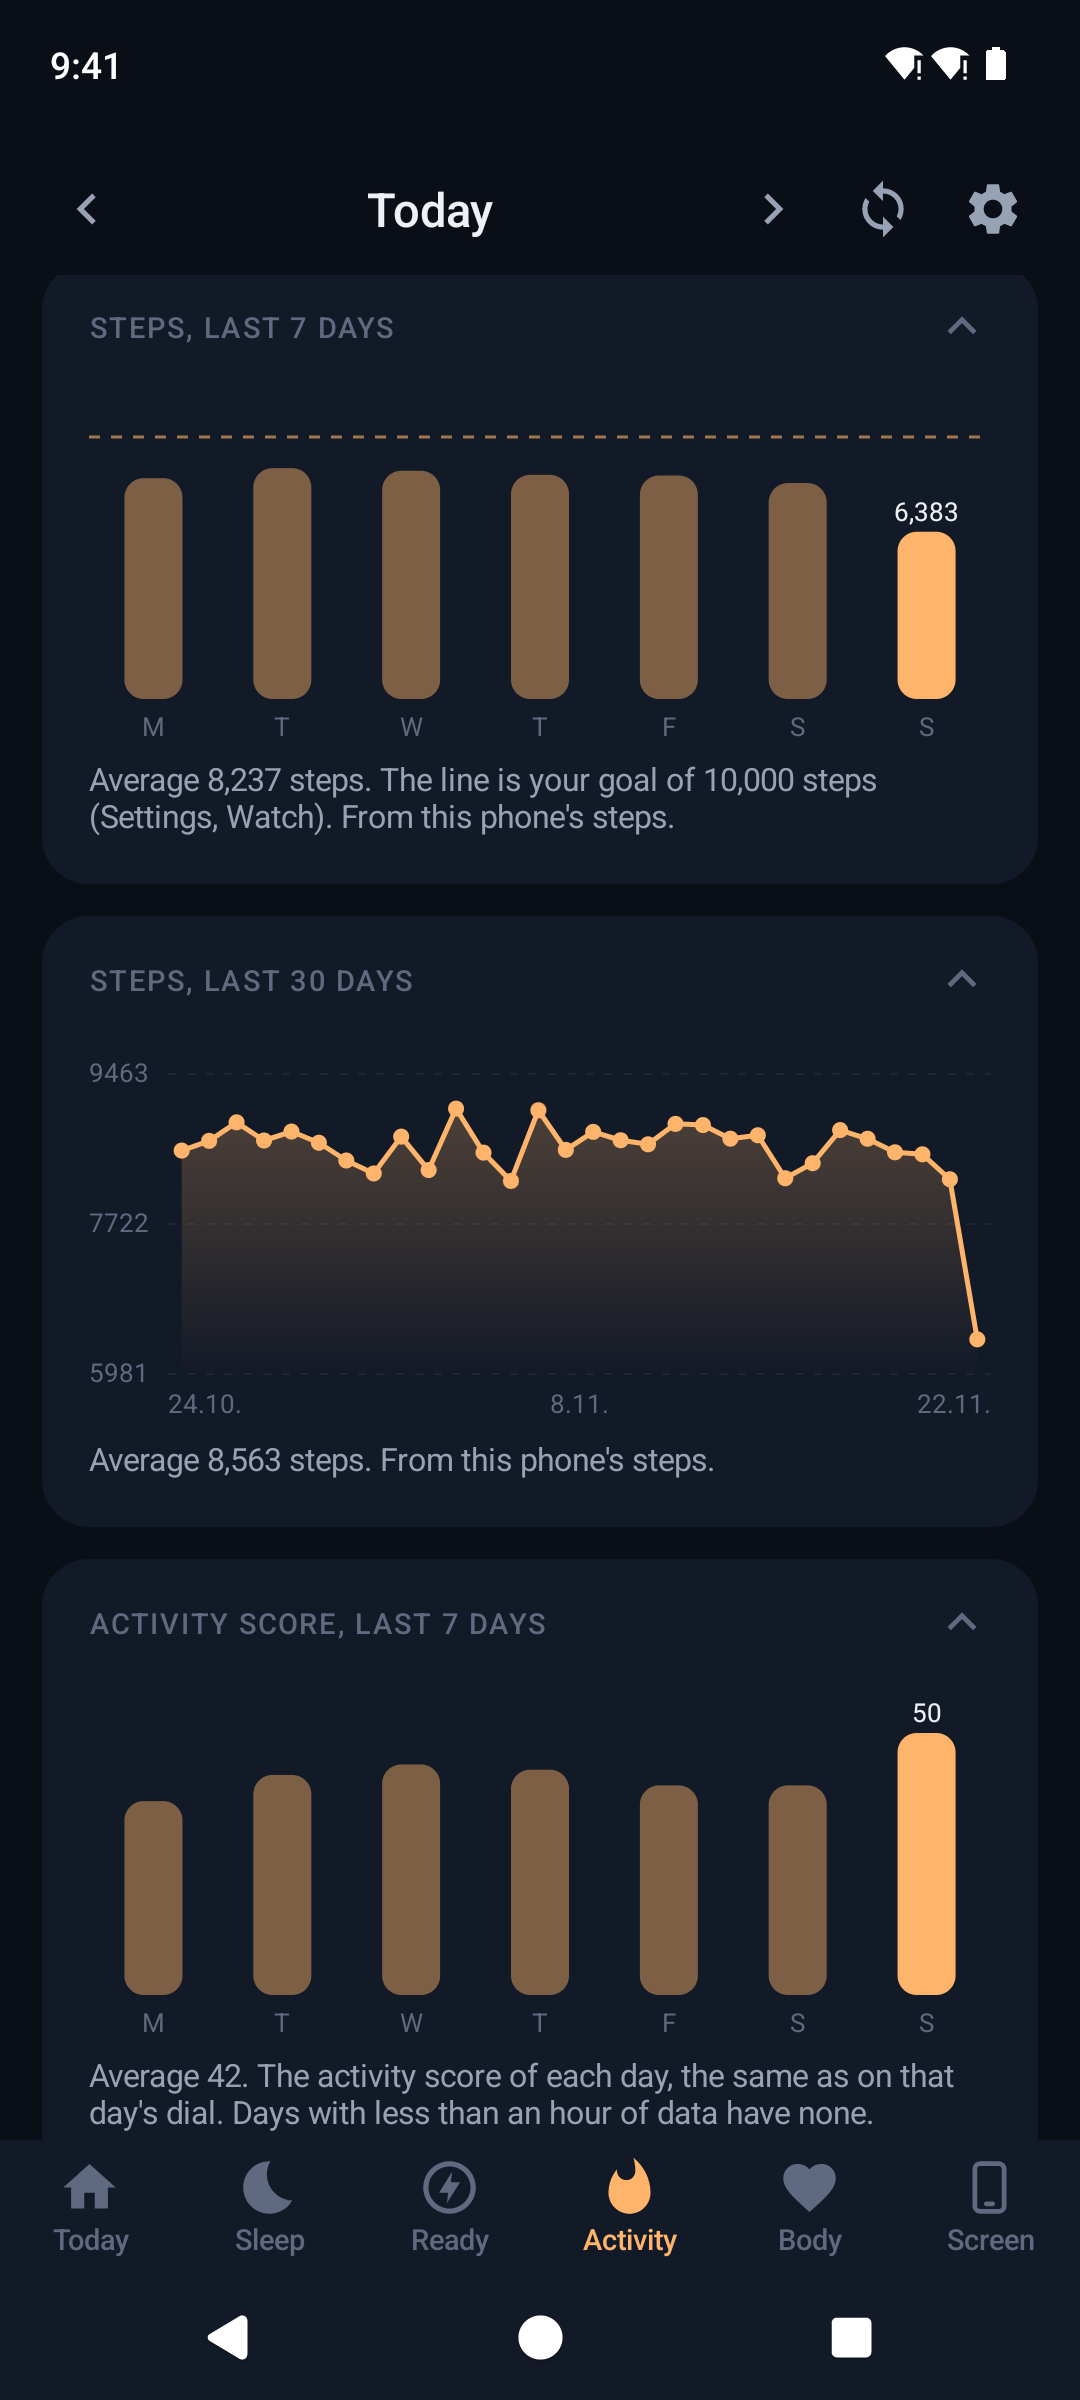 9:41
Today
STEPS, LAST 7 DAYS
6,383
M T W T F S S
Average 8,237 steps. The line is your goal of 10,000 steps
(Settings, Watch). From this phone's steps.
STEPS, LAST 30 DAYS
9463
7722
5981
24.10. 8.11. 22.11.
Average 8,563 steps. From this phone's steps.
ACTIVITY SCORE, LAST 7 DAYS
50
M T W T F S S
Average 42. The activity score of each day, the same as on that
day's dial. Days with less than an hour of data have none.
Today Sleep Ready Activity Body Screen